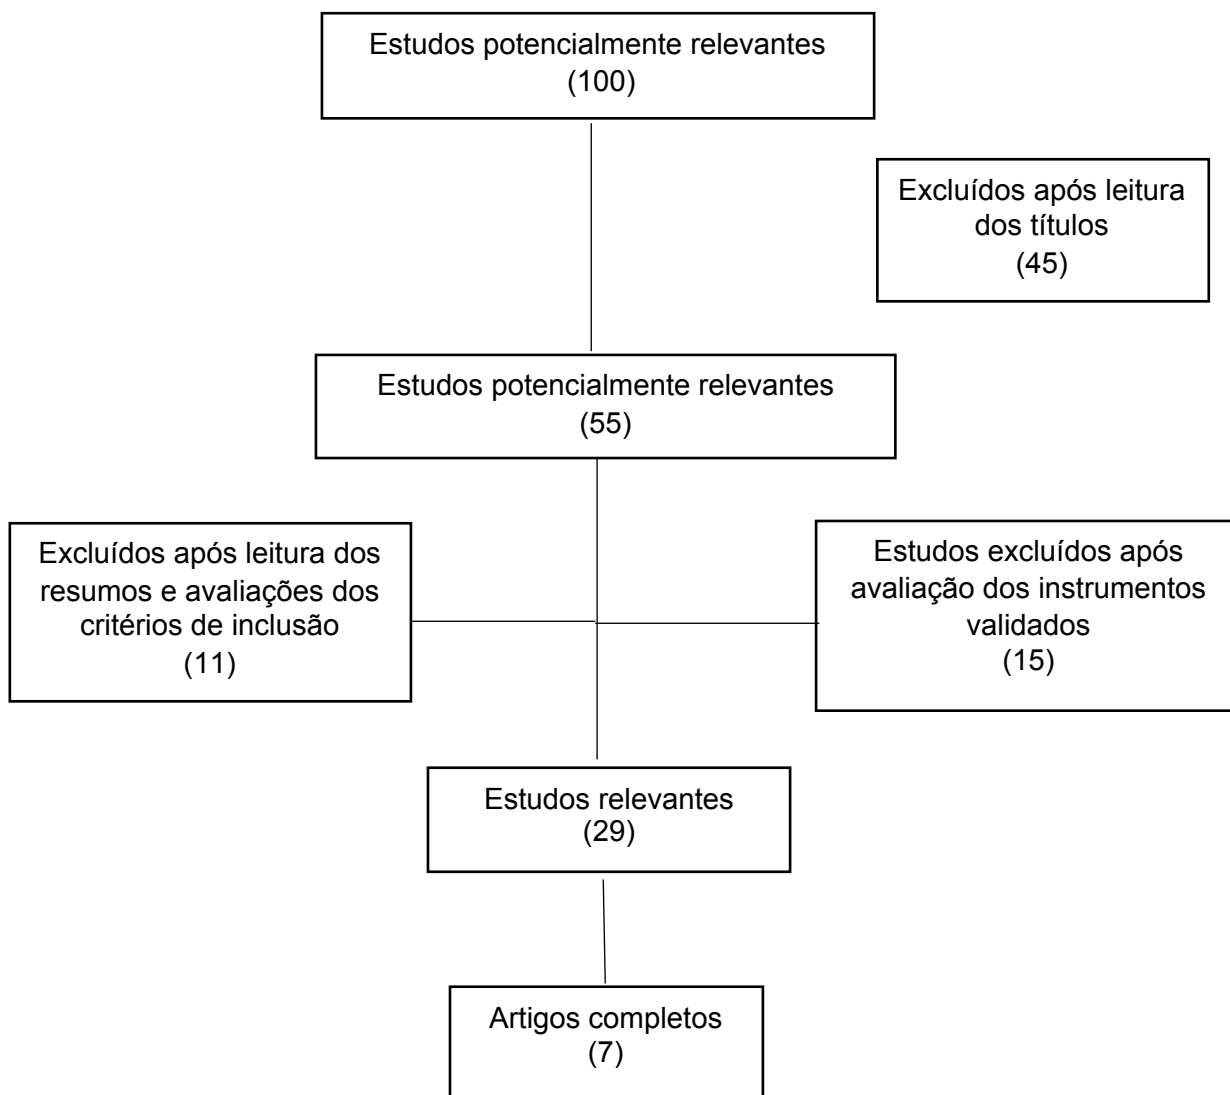 Estudos potencialmente relevantes
(100)
Excluídos após leitura
dos títulos
(45)
Estudos potencialmente relevantes
(55)
Excluídos após leitura dos
resumos e avaliações dos
critérios de inclusão
(11)
Estudos excluídos após
avaliação dos instrumentos
validados
(15)
Estudos relevantes
(29)
Artigos completos
(7)